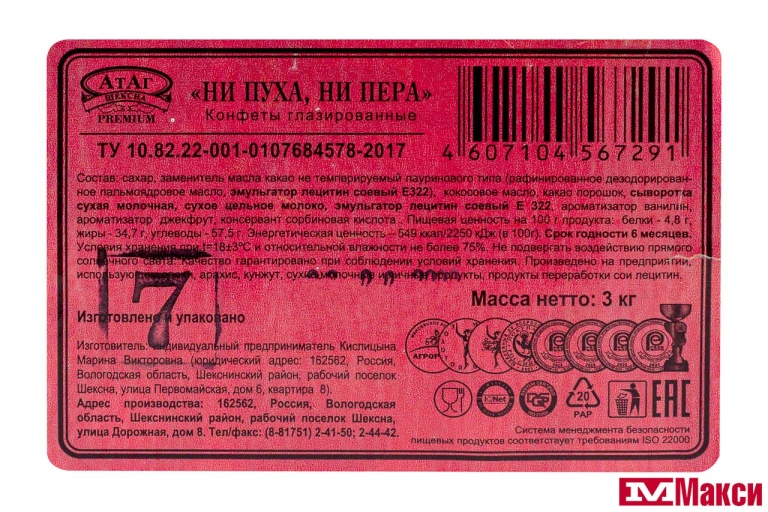 АтАг
ШЕКСНА
PREMIUM
«НИ ПУХА, НИ ПЕРА»
Конфеты глазированные
ТУ 10.82.22-001-0107684578-2017
4 607104 567291
Состав: сахар, заменитель масла какао не темперируемый лауринового типа (рафинированное дезодорирован-
ное пальмоядровое масло, эмульгатор лецитин соевый Е322), кокосовое масло, какао порошок, сыворотка
сухая молочная, сухое цельное молоко, эмульгатор лецитин соевый Е 322, ароматизатор ванилин,
ароматизатор джекфрут, консервант сорбиновая кислота . Пищевая ценность на 100 г продукта: белки - 4,8 г,
жиры - 34,7 г, углеводы - 57,5 г. Энергетическая ценность – 549 ккал/2250 кДж (в 100г). Срок годности 6 месяцев.
Условия хранения при t=18±3ºС и относительной влажности не более 75%. Не подвергать воздействию прямого
солнечного света. Качество гарантировано при соблюдении условий хранения. Произведено на предприятии,
арахис, кунжут, продукты, продукты переработки сои лецитин.
Масса нетто: 3 кг
7
Изготовлено и упаковано
Изготовитель: индивидуальный предприниматель Кислицына
Марина Викторовна (юридический адрес: 162562, Россия,
Вологодская область, Шекснинский район, рабочий поселок
Шексна, улица Первомайская, дом 6, квартира 8).
Адрес производства: 162562, Россия, Вологодская
область, Шекснинский район, рабочий поселок Шексна,
улица Дорожная, дом 8. Тел/факс: (8-81751) 2-41-50; 2-44-42.
АГРОР
IQNet
20
PAP
EAC
Система менеджмента безопасности
пищевых продуктов соответствует требованиям ISO 22000
Макси